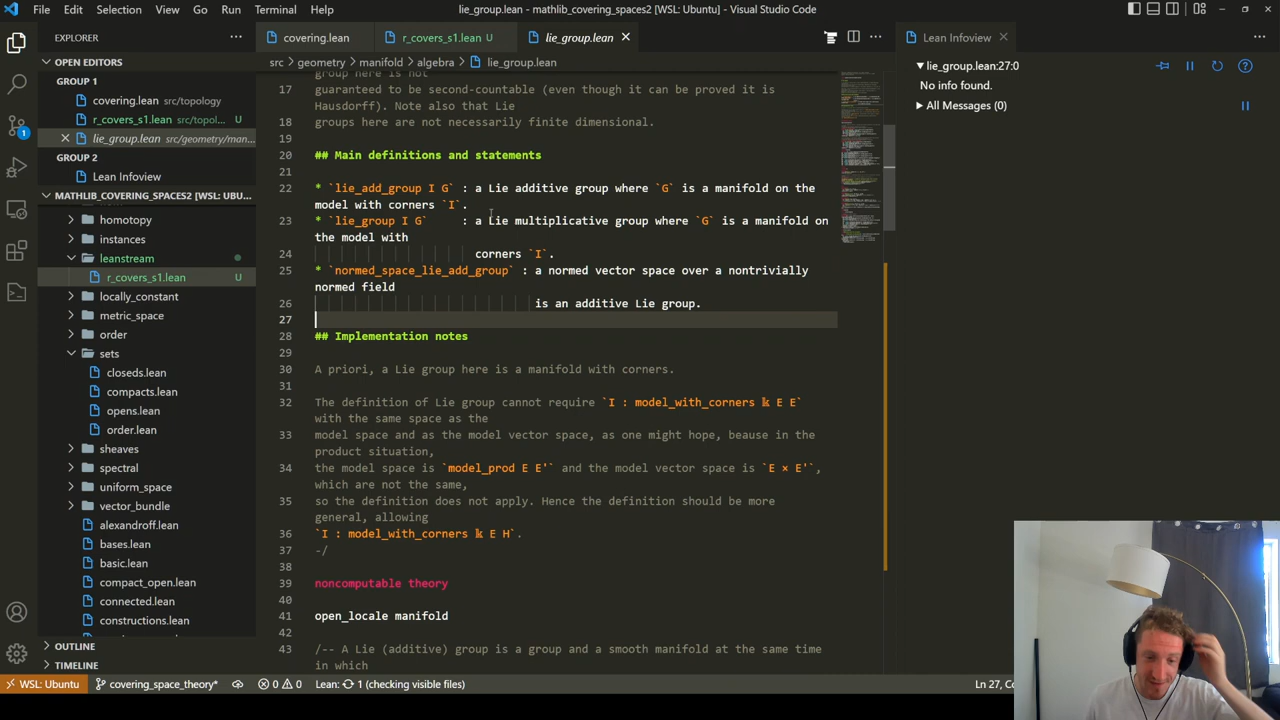 File Edit Selection View Go Run Terminal Help
lie_group.lean - mathlib_covering_spaces2 [WSL: Ubuntu] - Visual Studio Code
EXPLORER
OPEN EDITORS
GROUP 1
covering.lean src/topology
r_covers_s1.lean src/topol... U
lie_group.lean src/geometry/man...
GROUP 2
Lean Infoview
MATHLIB_COVERING_SPACES2 [WSL: UBU...
homotopy
instances
leanstream
r_covers_s1.lean U
locally_constant
metric_space
order
sets
closeds.lean
compacts.lean
opens.lean
order.lean
sheaves
spectral
uniform_space
vector_bundle
alexandroff.lean
bases.lean
basic.lean
compact_open.lean
connected.lean
constructions.lean
OUTLINE
TIMELINE
covering.lean
r_covers_s1.lean U
lie_group.lean
src > geometry > manifold > algebra > lie_group.lean
group here is not
17 guaranteed to be second-countable (even though it can be proved it is
Hausdorff). Note also that Lie
18 groups here are not necessarily finite dimensional.
19
20 ## Main definitions and statements
21
22 * `lie_add_group I G` : a Lie additive group where `G` is a manifold on the
model with corners `I`.
23 * `lie_group I G` : a Lie multiplicative group where `G` is a manifold on
the model with
24 corners `I`.
25 * `normed_space_lie_add_group` : a normed vector space over a nontrivially
normed field
26 is an additive Lie group.
27
28 ## Implementation notes
29
30 A priori, a Lie group here is a manifold with corners.
31
32 The definition of Lie group cannot require `I : model_with_corners 𝕜 E E`
with the same space as the
33 model space and as the model vector space, as one might hope, beause in the
product situation,
34 the model space is `model_prod E E'` and the model vector space is `E × E'`,
which are not the same,
35 so the definition does not apply. Hence the definition should be more
general, allowing
36 `I : model_with_corners 𝕜 E H`.
37 -/
38
39 noncomputable theory
40
41 open_locale manifold
42
43 /-- A Lie (additive) group is a group and a smooth manifold at the same time
in which
Lean Infoview
lie_group.lean:27:0
No info found.
All Messages (0)
1
WSL: Ubuntu covering_space_theory* 0 0 Lean: 1 (checking visible files)
Ln 27,